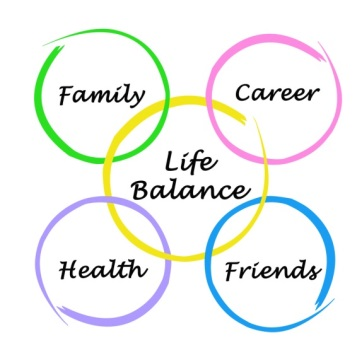 Family
Career
Life
Balance
Health
Friends